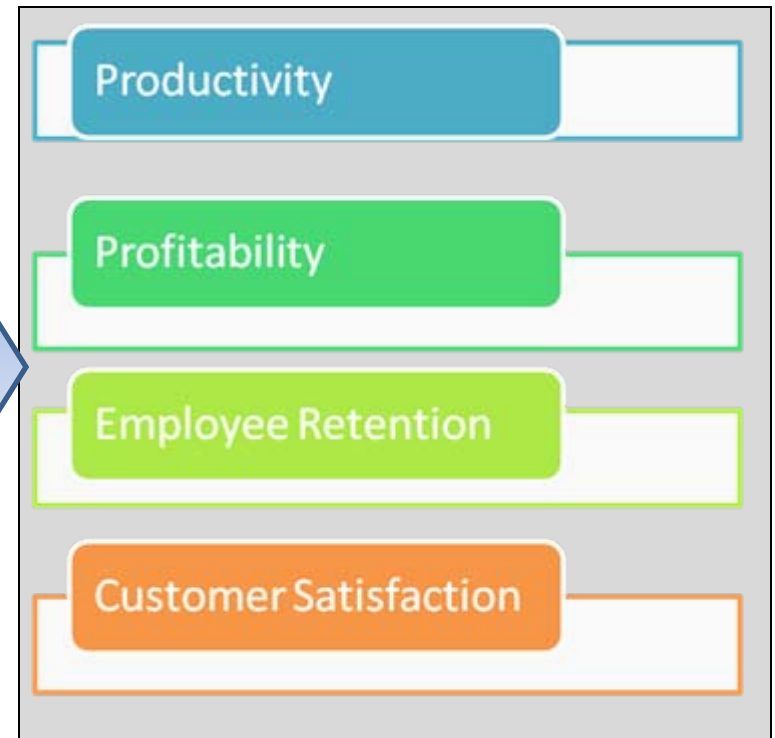 Productivity
Profitability
Employee Retention
Customer Satisfaction